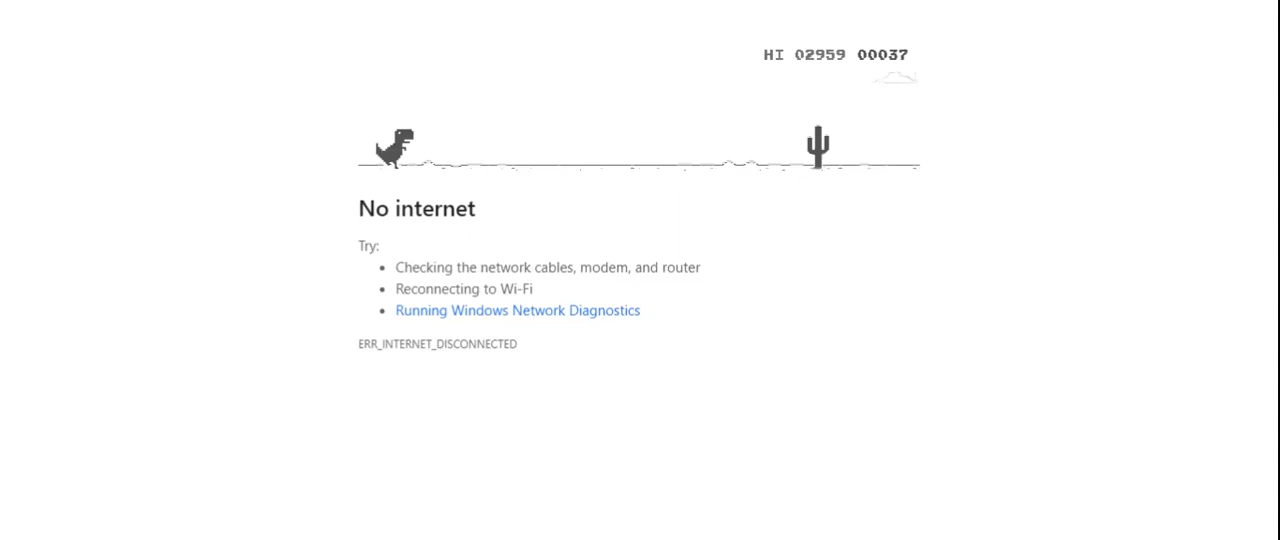 HI 02959 00037
No internet
Try:
• Checking the network cables, modem, and router
• Reconnecting to Wi-Fi
• Running Windows Network Diagnostics
ERR_INTERNET_DISCONNECTED